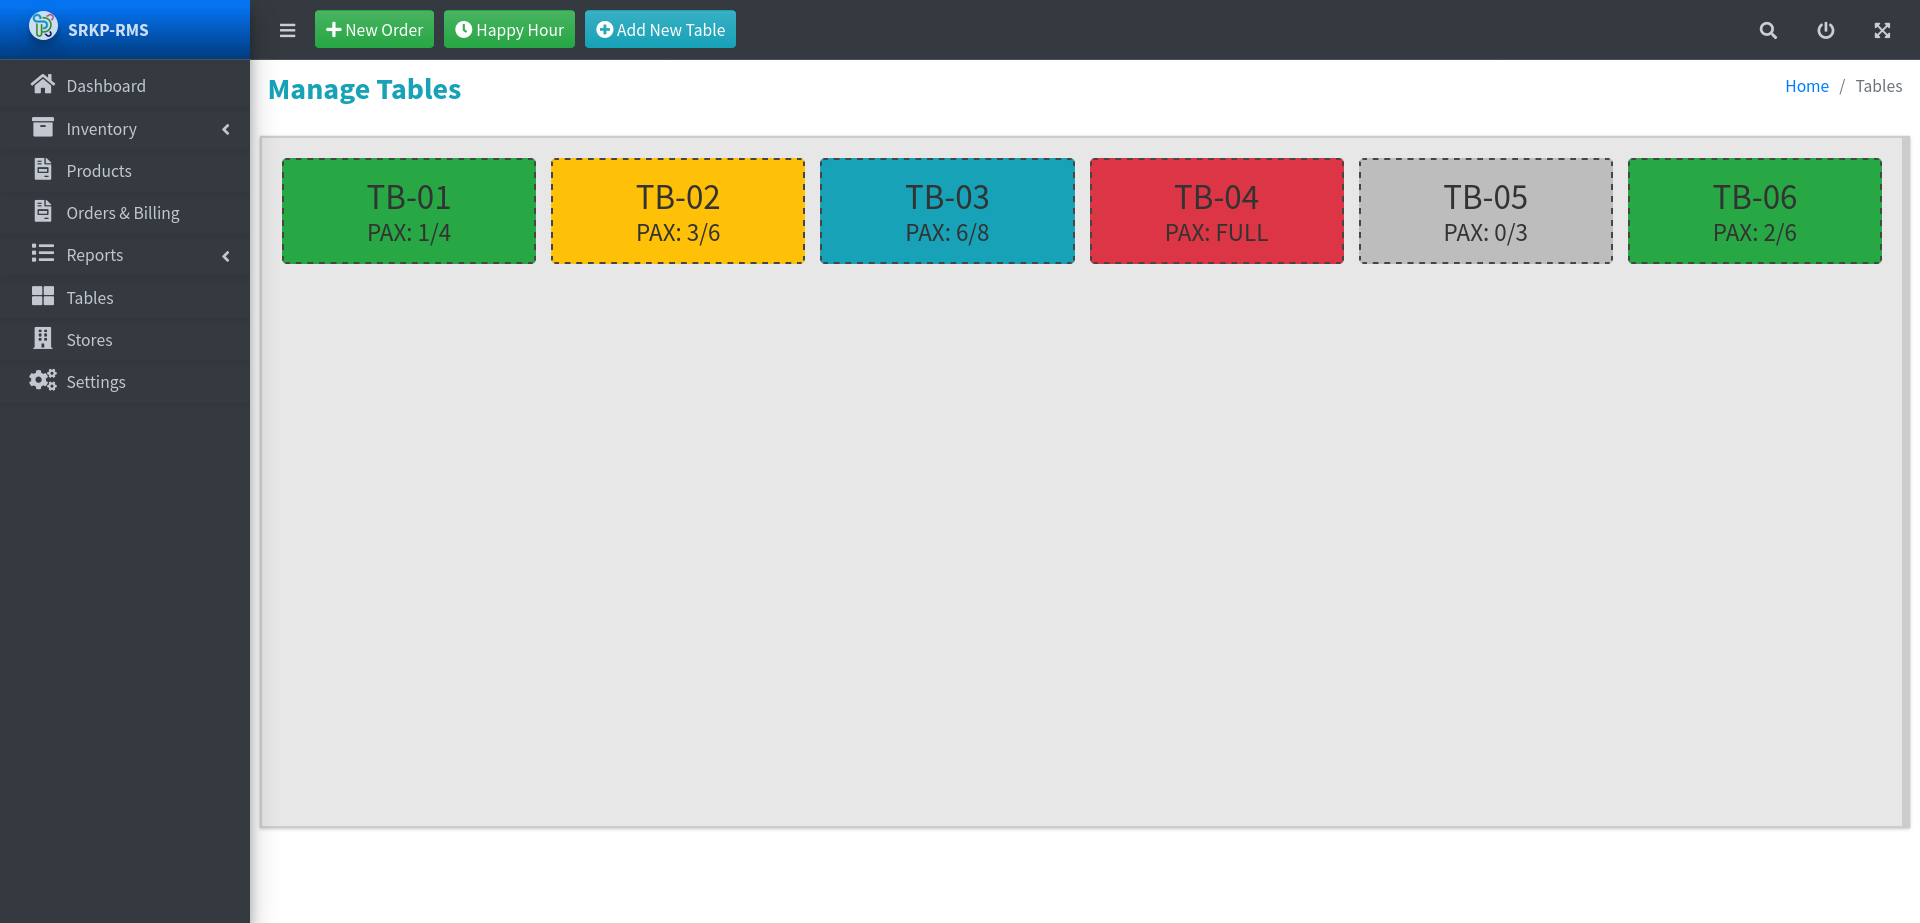 SRKP-RMS
New Order
Happy Hour
Add New Table
Dashboard
Inventory
Products
Orders & Billing
Reports
Tables
Stores
Settings
Manage Tables
Home / Tables
TB-01
PAX: 1/4
TB-02
PAX: 3/6
TB-03
PAX: 6/8
TB-04
PAX: FULL
TB-05
PAX: 0/3
TB-06
PAX: 2/6